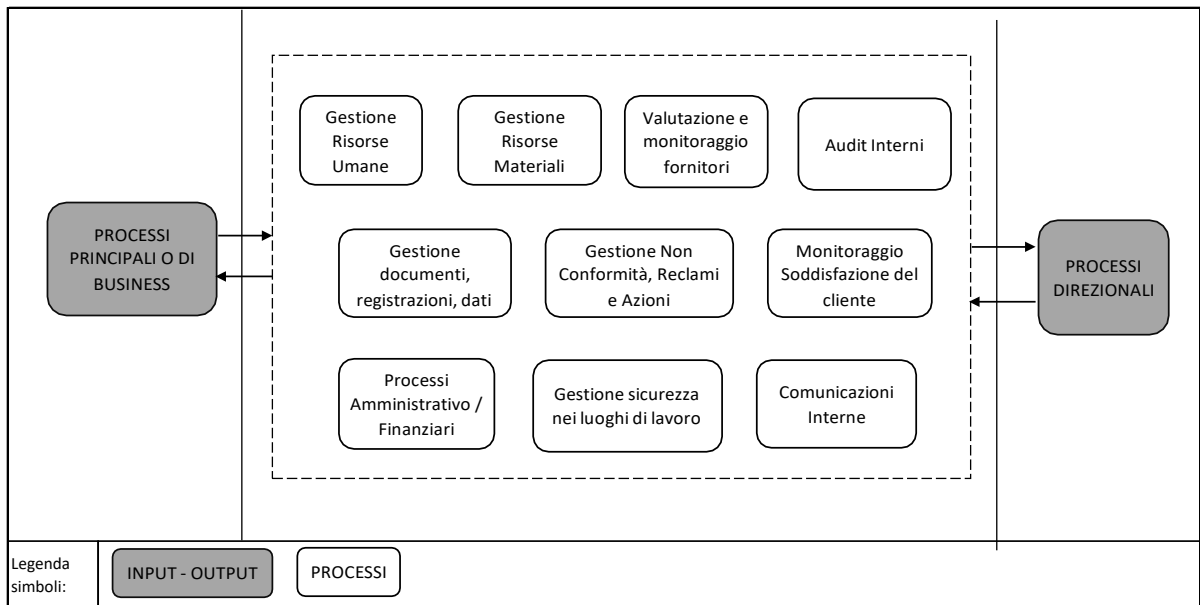 Gestione
Risorse
Umane
Gestione
Risorse
Materiali
Valutazione e
monitoraggio
fornitori
Audit Interni
PROCESSI
PRINCIPALI O DI
BUSINESS
Gestione
documenti,
registrazioni, dati
Gestione Non
Conformità, Reclami
e Azioni
Monitoraggio
Soddisfazione del
cliente
PROCESSI
DIREZIONALI
Processi
Amministrativo /
Finanziari
Gestione sicurezza
nei luoghi di lavoro
Comunicazioni
Interne
Legenda
simboli:
INPUT - OUTPUT
PROCESSI